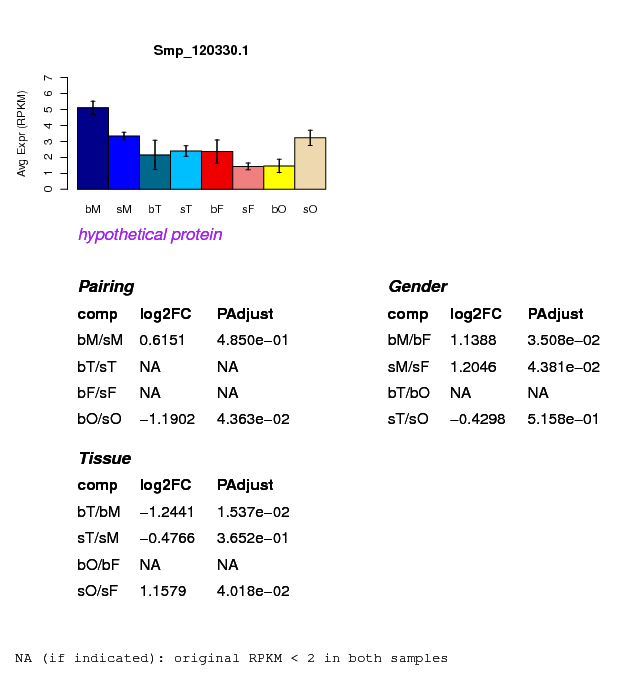 Smp_120330.1
Avg Expr (RPKM)
7
6
5
4
3
2
1
0
bM sM bT sT bF sF bO sO
hypothetical protein
Pairing
comp log2FC PAdjust
bM/sM 0.6151 4.850e−01
bT/sT NA NA
bF/sF NA NA
bO/sO −1.1902 4.363e−02
Gender
comp log2FC PAdjust
bM/bF 1.1388 3.508e−02
sM/sF 1.2046 4.381e−02
bT/bO NA NA
sT/sO −0.4298 5.158e−01
Tissue
comp log2FC PAdjust
bT/bM −1.2441 1.537e−02
sT/sM −0.4766 3.652e−01
bO/bF NA NA
sO/sF 1.1579 4.018e−02
NA (if indicated): original RPKM < 2 in both samples